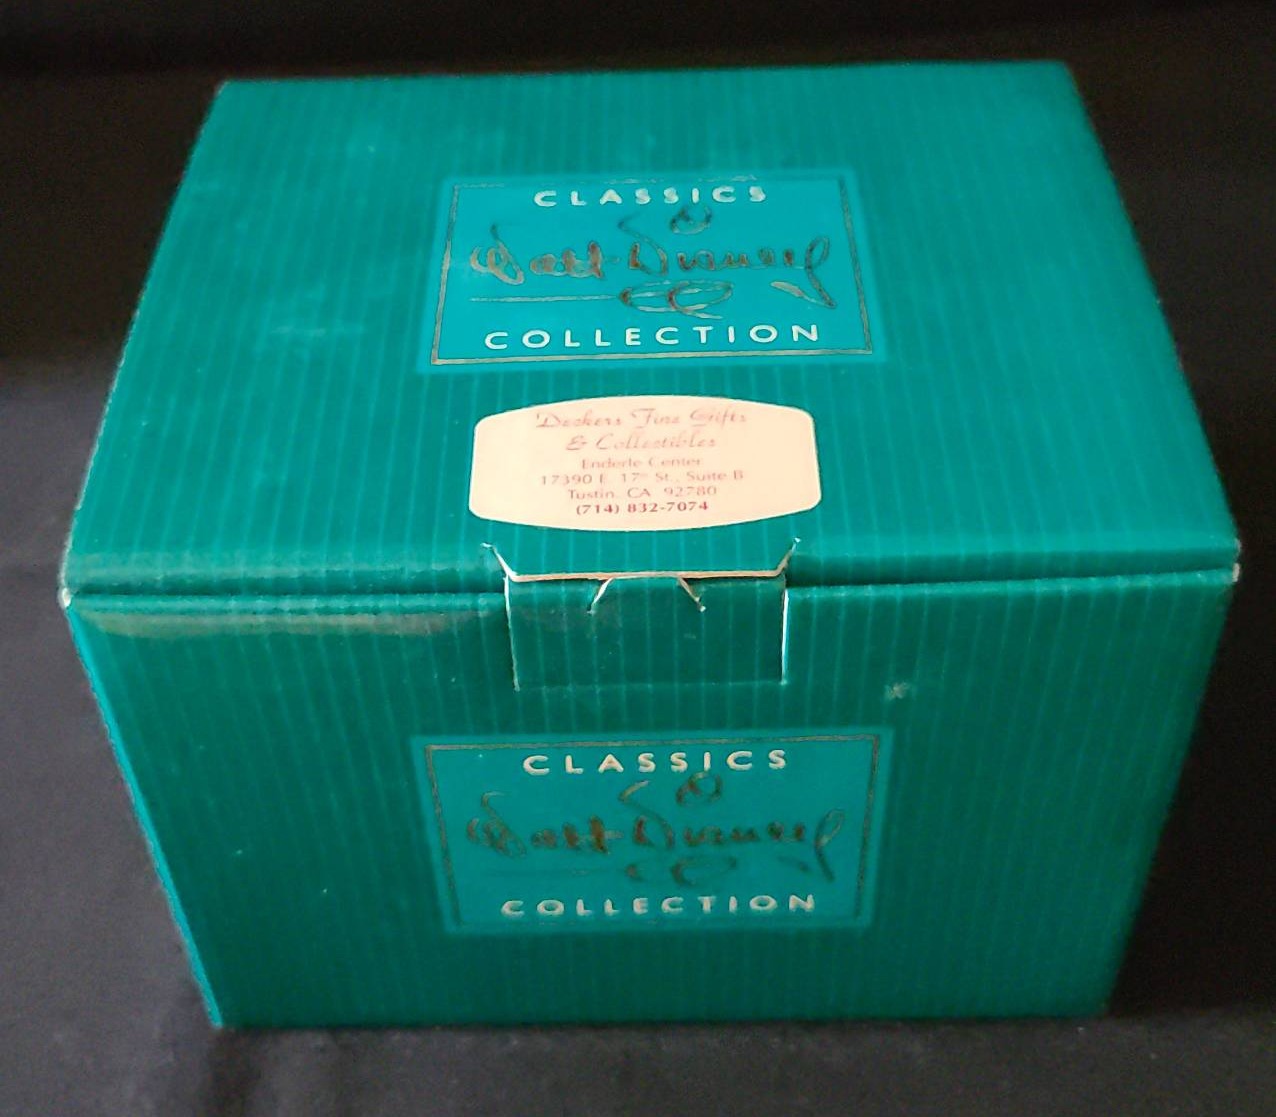 CLASSICS
Walt Disney
COLLECTION
Deckers Fine Gifts
& Collectibles
Enderle Center
17390 E. 17th St., Suite B
Tustin, CA 92780
(714) 832-7074
CLASSICS
Walt Disney
COLLECTION